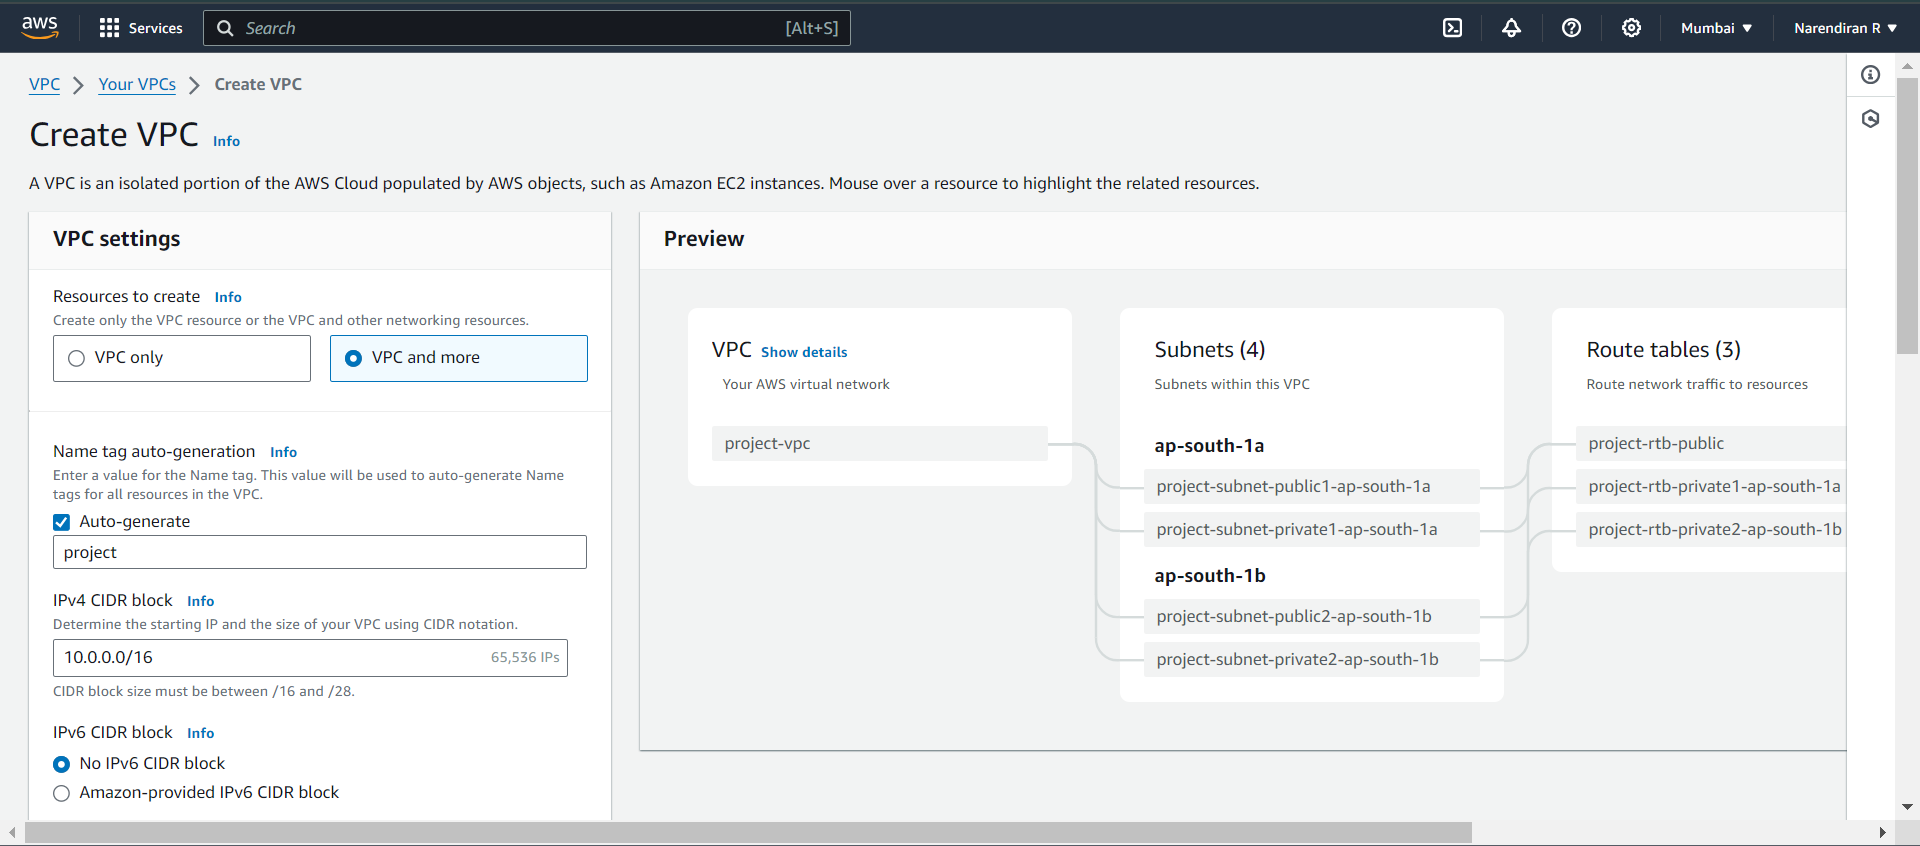 aws Services Search [Alt+S] Mumbai Narendiran R
VPC Your VPCs Create VPC
Create VPC Info
A VPC is an isolated portion of the AWS Cloud populated by AWS objects, such as Amazon EC2 instances. Mouse over a resource to highlight the related resources.
VPC settings
Resources to create Info
Create only the VPC resource or the VPC and other networking resources.
VPC only VPC and more
Name tag auto-generation Info
Enter a value for the Name tag. This value will be used to auto-generate Name
tags for all resources in the VPC.
Auto-generate
project
IPv4 CIDR block Info
Determine the starting IP and the size of your VPC using CIDR notation.
10.0.0.0/16 65,536 IPs
CIDR block size must be between /16 and /28.
IPv6 CIDR block Info
No IPv6 CIDR block
Amazon-provided IPv6 CIDR block
Preview
VPC Show details
Your AWS virtual network
project-vpc
Subnets (4)
Subnets within this VPC
ap-south-1a
project-subnet-public1-ap-south-1a
project-subnet-private1-ap-south-1a
ap-south-1b
project-subnet-public2-ap-south-1b
project-subnet-private2-ap-south-1b
Route tables (3)
Route network traffic to resources
project-rtb-public
project-rtb-private1-ap-south-1a
project-rtb-private2-ap-south-1b